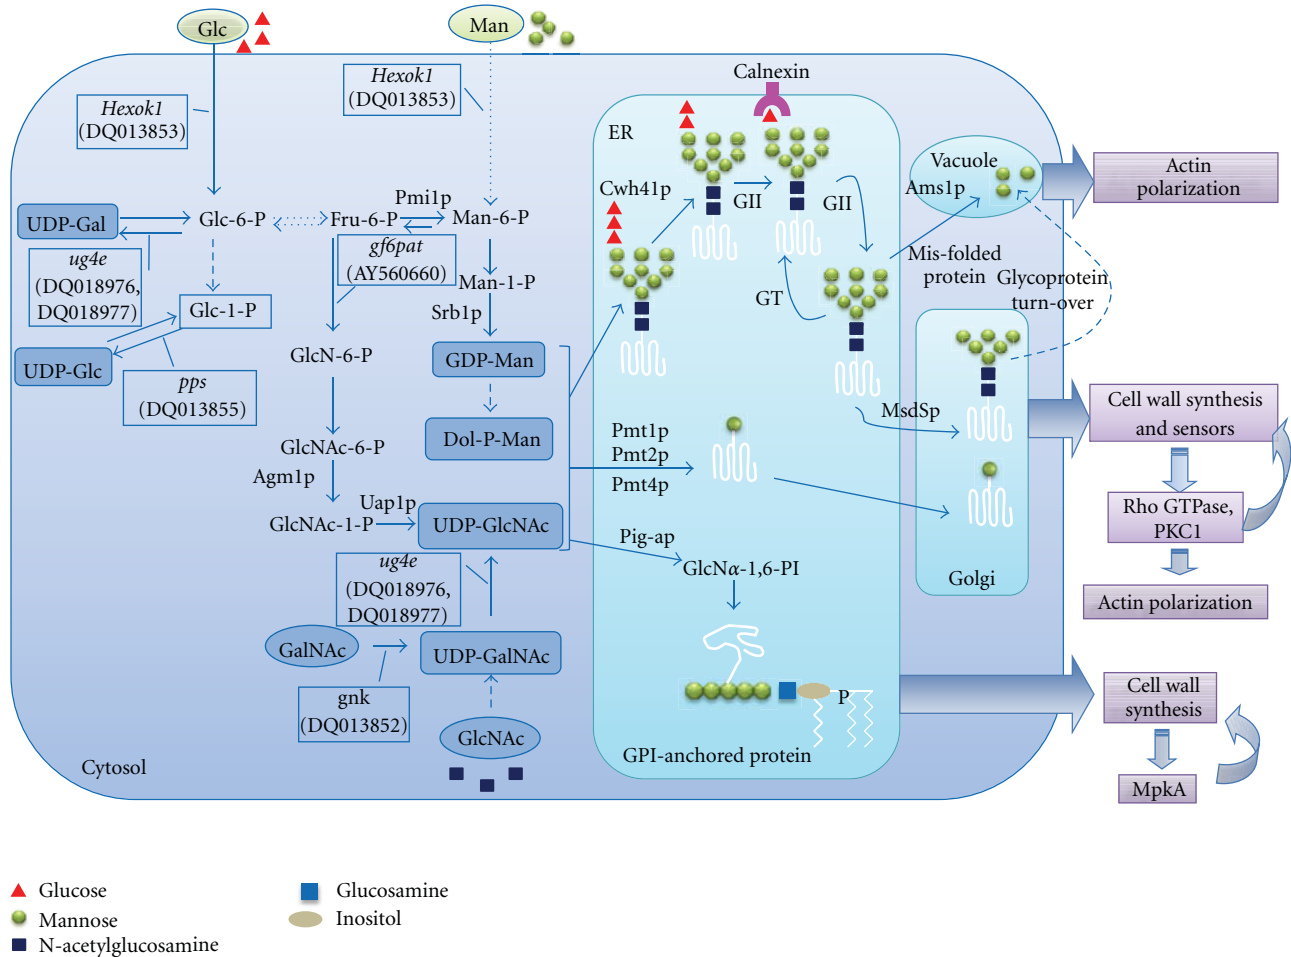 Glc
Man
Hexok1
(DQ013853)
Hexok1
(DQ013853)
Calnexin
ER
Cwh41p
GII
GII
GT
Vacuole
Ams1p
Actin
polarization
Mis-folded
protein
Glycoprotein
turn-over
UDP-Gal
Glc-6-P
Fru-6-P
Pmi1p
Man-6-P
ug4e
(DQ018976,
DQ018977)
gf6pat
(AY560660)
Man-1-P
Srb1p
Glc-1-P
UDP-Glc
pps
(DQ013855)
GlcN-6-P
GDP-Man
Dol-P-Man
GlcNAc-6-P
Agm1p
GlcNAc-1-P
Uap1p
UDP-GlcNAc
Pmt1p
Pmt2p
Pmt4p
MsdSp
Pig-ap
GlcNα-1,6-PI
Golgi
Cell wall synthesis
and sensors
Rho GTPase,
PKC1
Actin polarization
ug4e
(DQ018976,
DQ018977)
GalNAc
UDP-GalNAc
gnk
(DQ013852)
GlcNAc
P
GPI-anchored protein
Cell wall
synthesis
MpkA
Cytosol
Glucose
Mannose
N-acetylglucosamine
Glucosamine
Inositol